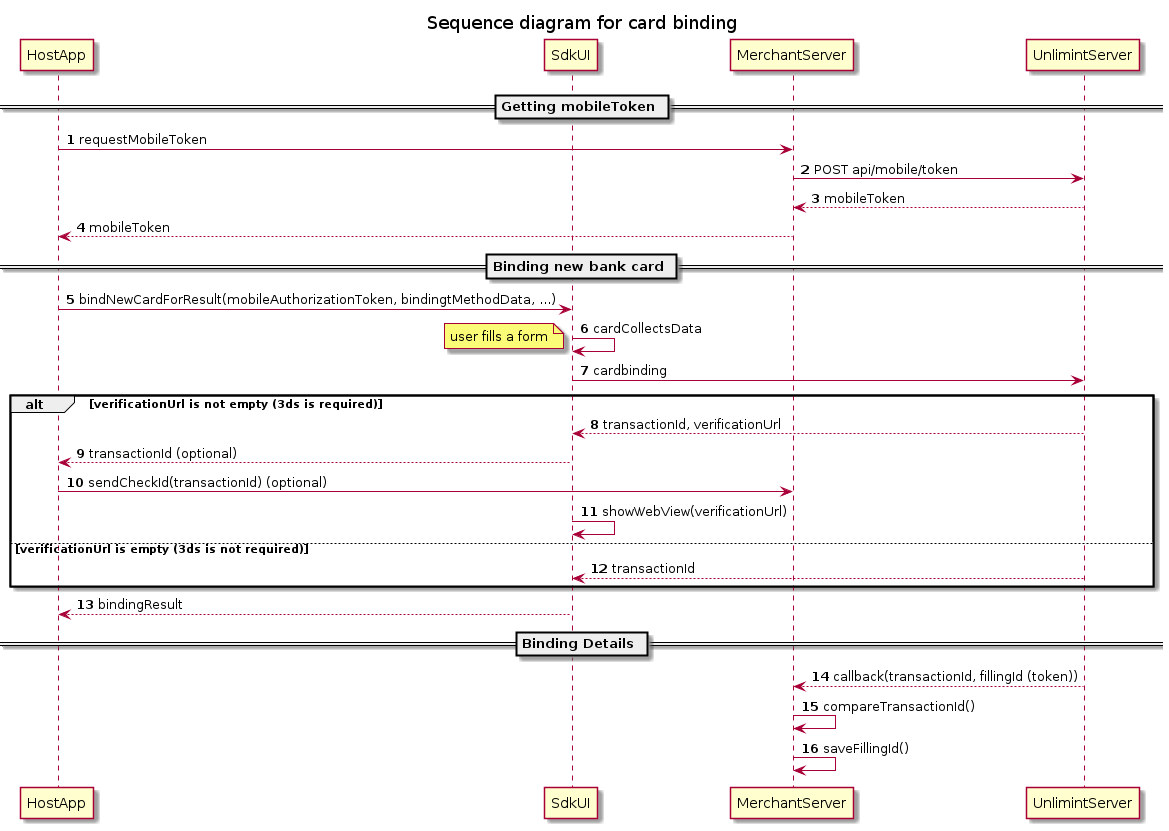 Sequence diagram for card binding
HostApp SdkUI MerchantServer UnlimintServer
Getting mobileToken
1 requestMobileToken
2 POST api/mobile/token
3 mobileToken
4 mobileToken
Binding new bank card
5 bindNewCardForResult(mobileAuthorizationToken, bindingtMethodData, ...)
6 cardCollectsData
user fills a form
7 cardbinding
alt [verificationUrl is not empty (3ds is required)]
8 transactionId, verificationUrl
9 transactionId (optional)
10 sendCheckId(transactionId) (optional)
11 showWebView(verificationUrl)
[verificationUrl is empty (3ds is not required)]
12 transactionId
13 bindingResult
Binding Details
14 callback(transactionId, fillingId (token))
15 compareTransactionId()
16 saveFillingId()
HostApp SdkUI MerchantServer UnlimintServer